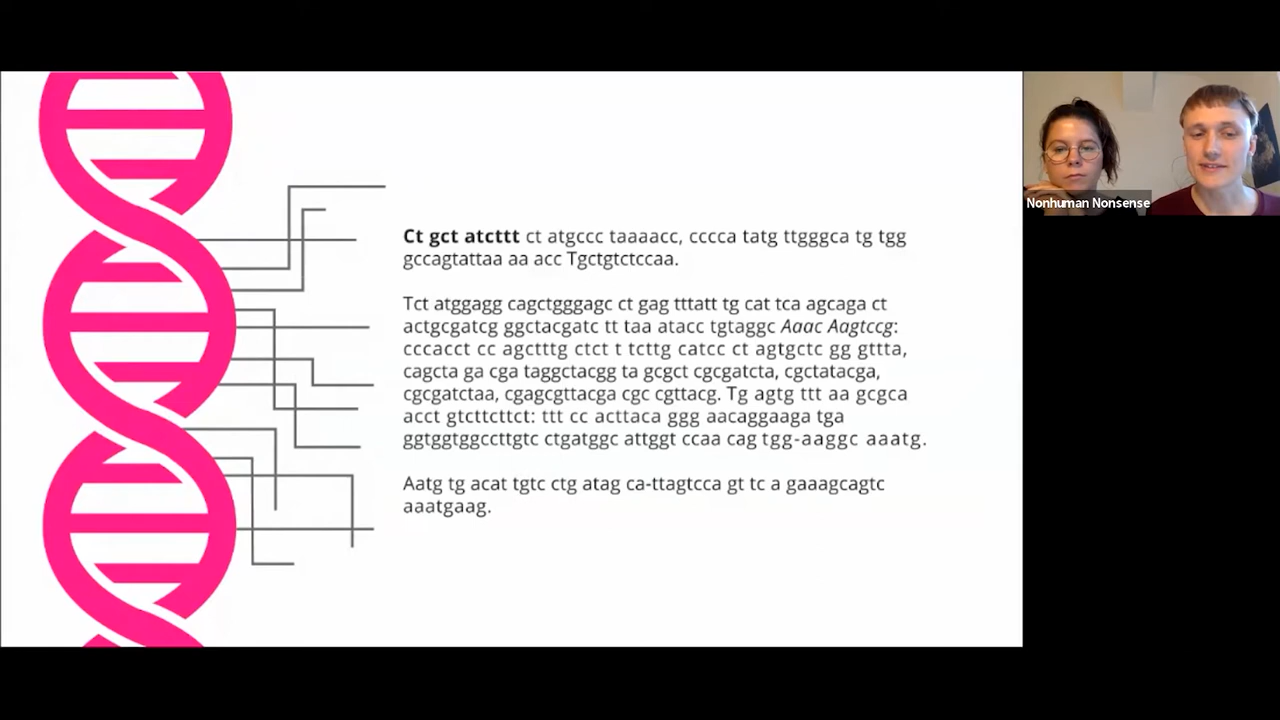 Ct gct atcttt ct atgccc taaaacc, cccca tatg ttgggca tg tgg
gccagtattaa aa acc Tgctgtctccaa.
Tct atggagg cagctgggagc ct gag tttatt tg cat tca agcaga ct
actgcgatcg ggctacgatc tt taa atacc tgtaggc Aaac Aagtccg:
cccacct cc agctttg ctct t tcttg catcc ct agtgctc gg gttta,
cagcta ga cga taggctacgg ta gcgct cgcgatcta, cgctatacga,
cgcgatctaa, cgagcgttacga cgc cgttacg. Tg agtg ttt aa gcgca
acct gtcttcttct: ttt cc acttaca ggg aacaggaaga tga
ggtggtggccttgtc ctgatggc attggt ccaa cag tgg-aaggc aaatg.
Aatg tg acat tgtc ctg atag ca-ttagtcca gt tc a gaaagcagtc
aaatgaag.
Nonhuman Nonsense